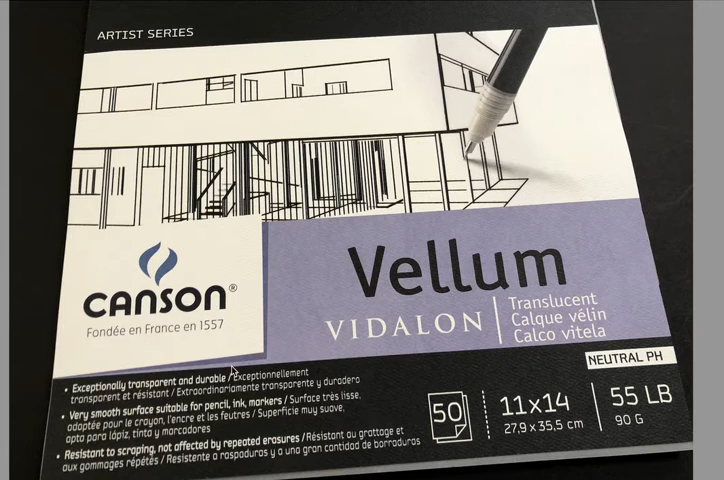 ARTIST SERIES
CANSON®
Fondée en France en 1557
Vellum
VIDALON
Translucent
Calque vélin
Calco vitela
NEUTRAL PH
• Exceptionally transparent and durable / Exceptionnellement
transparent et résistant / Extraordinariamente transparente y duradero
• Very smooth surface suitable for pencil, ink, markers / Surface très lisse,
adaptée pour le crayon, l'encre et les feutres / Superficie muy suave,
apta para lápiz, tinta y marcadores
• Resistant to scraping, not affected by repeated erasures / Résistant au grattage et
aux gommages répétés / Resistente a raspaduras y a una gran cantidad de borraduras
50
11x14
27,9 x 35,5 cm
55 LB
90 G